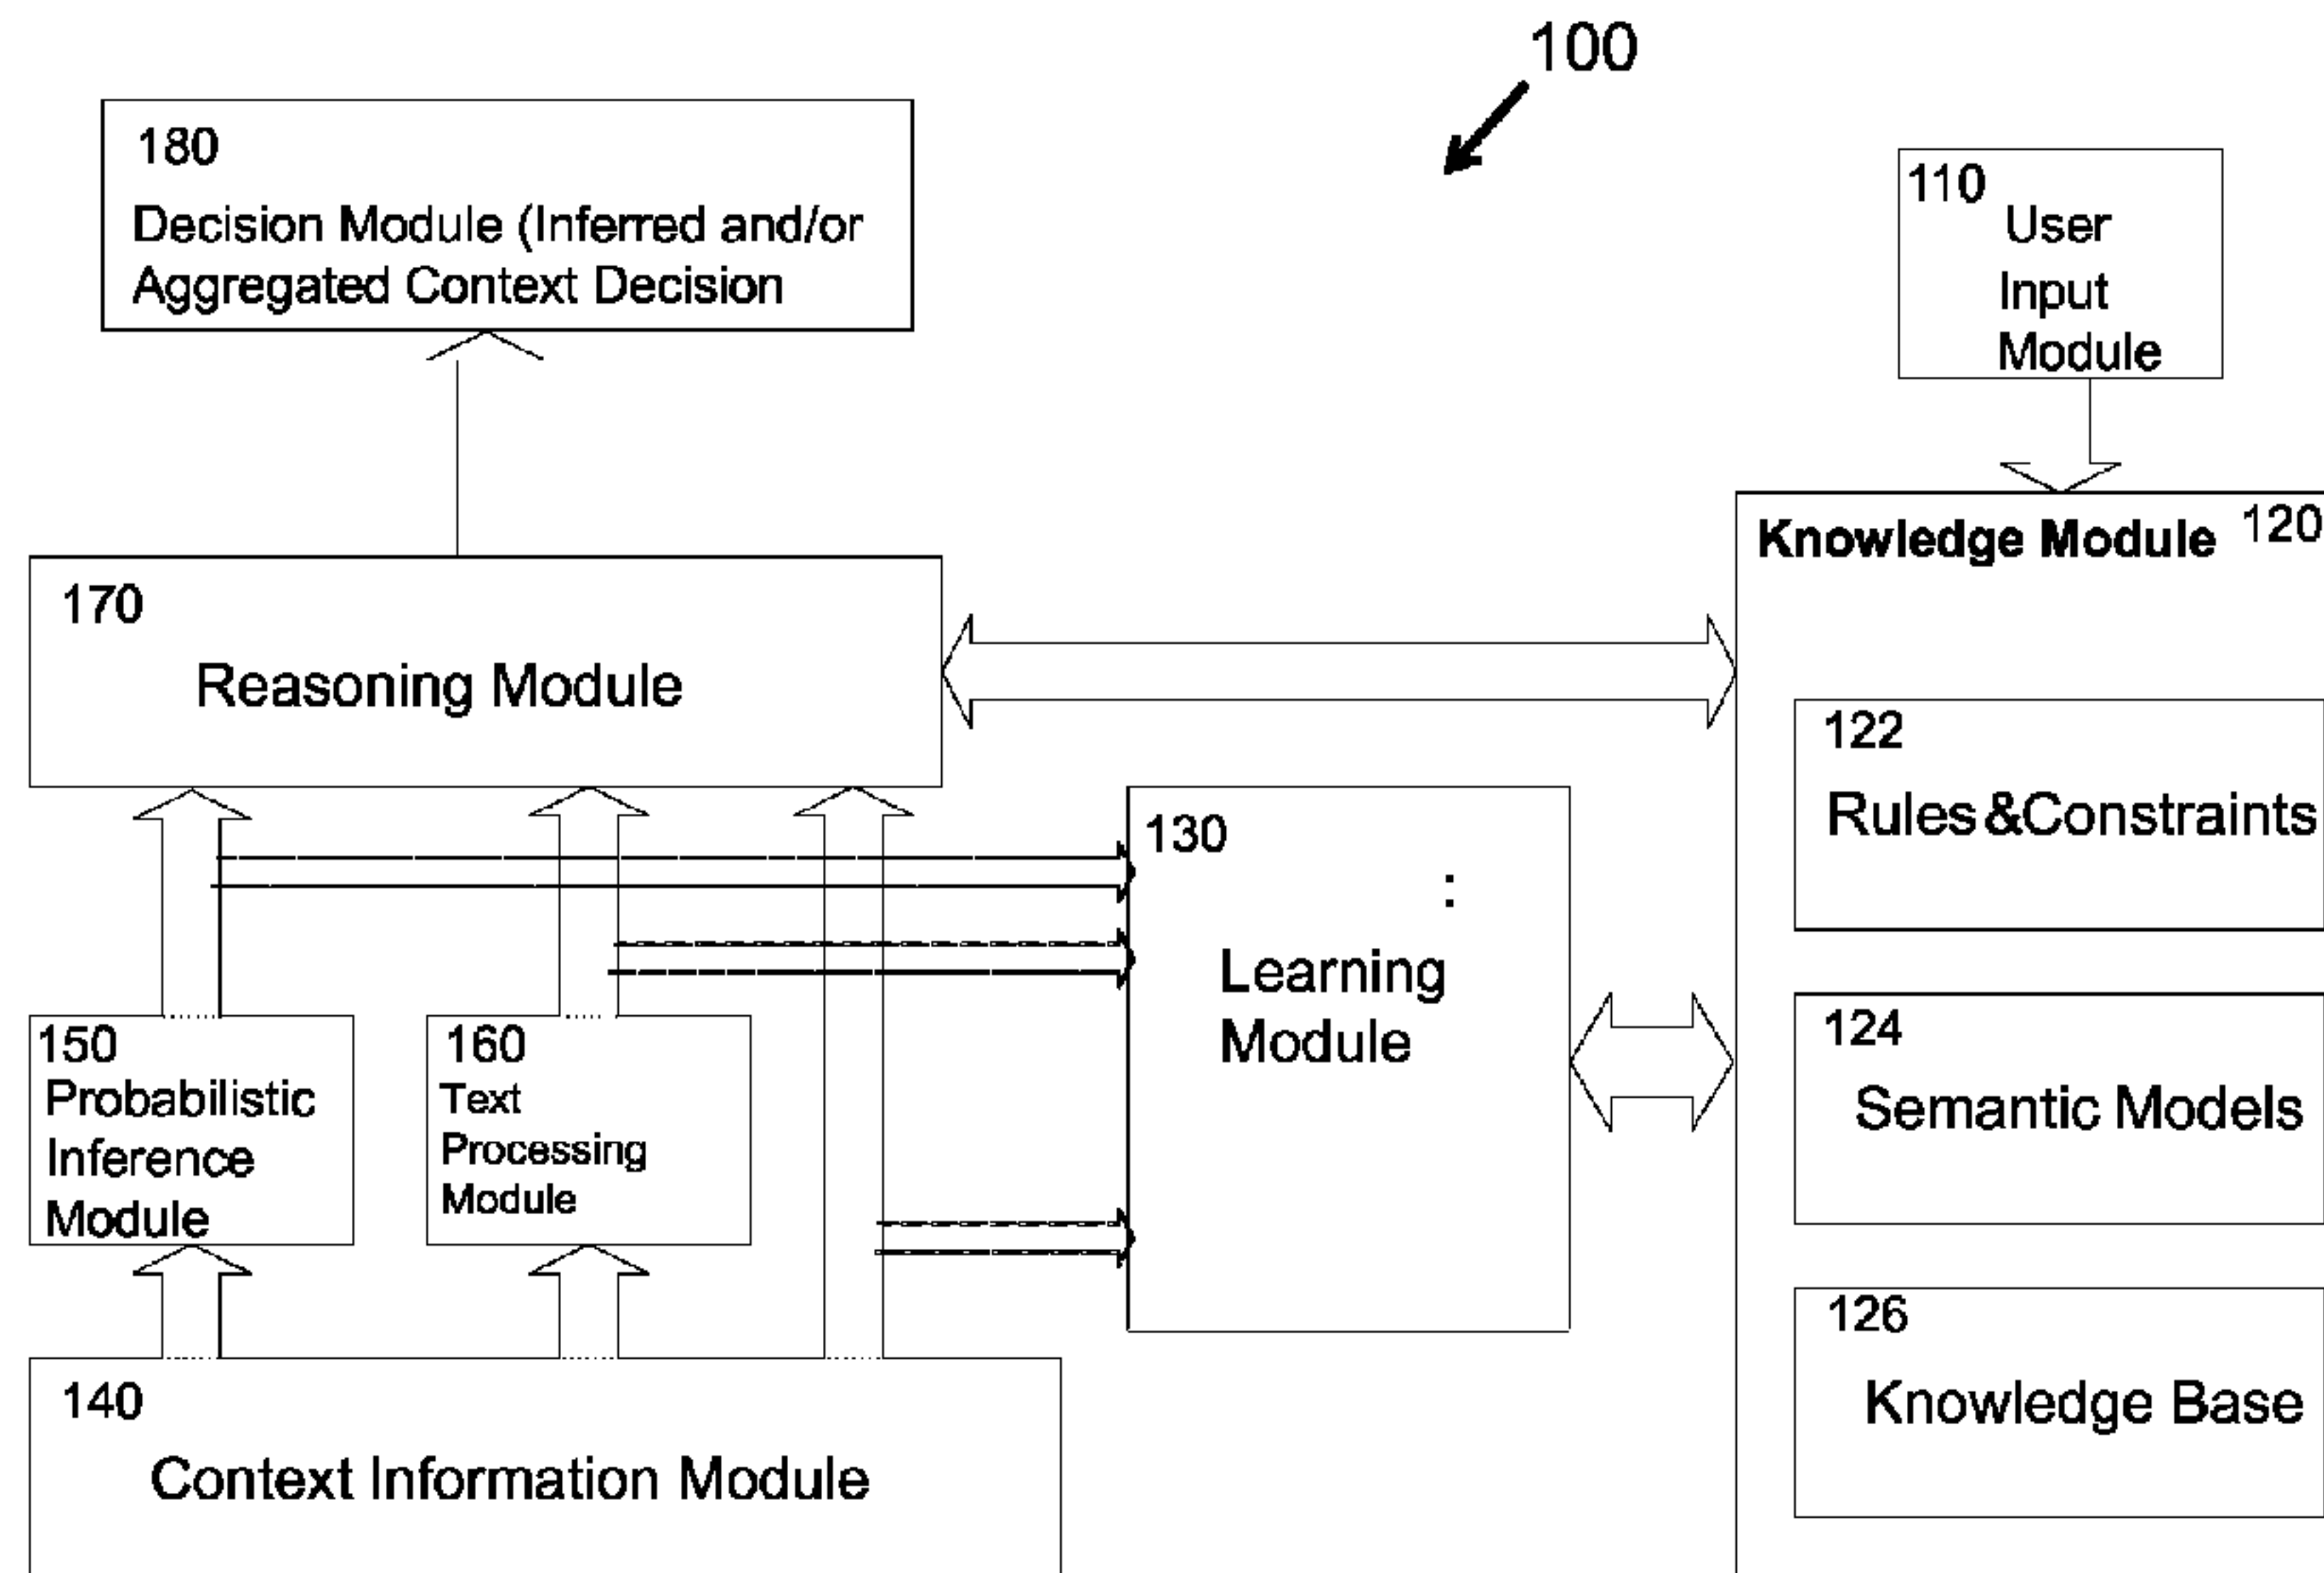 100
180
Decision Module (Inferred and/or
Aggregated Context Decision
110
User
Input
Module
Knowledge Module 120
170
Reasoning Module
122
Rules&Constraints
130
:
Learning
Module
124
Semantic Models
150
Probabilistic
Inference
Module
160
Text
Processing
Module
126
Knowledge Base
140
Context Information Module